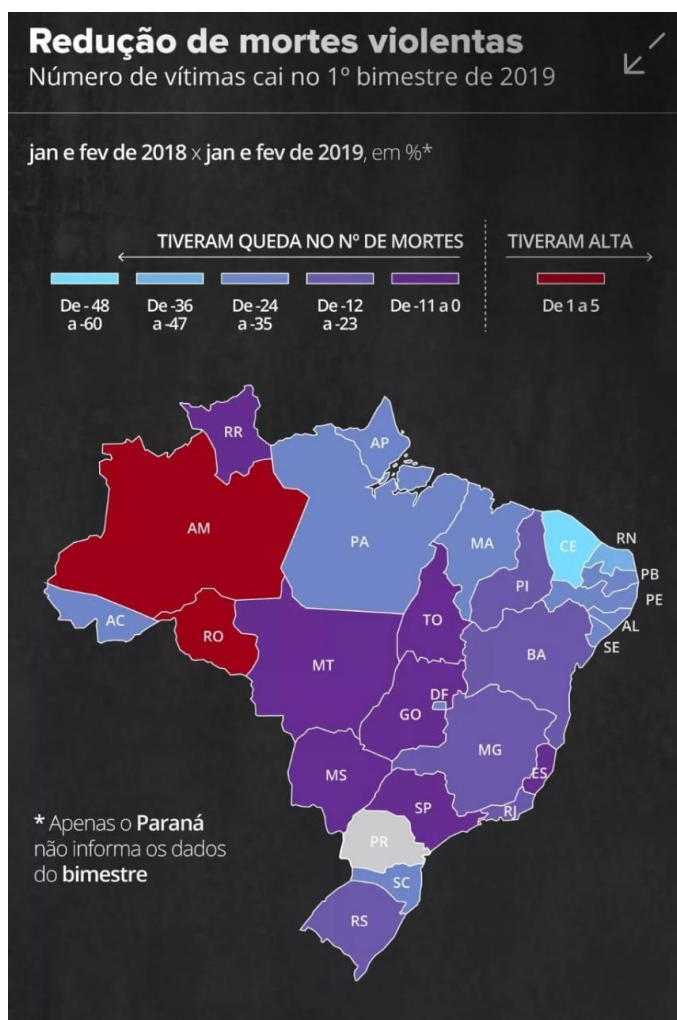 Redução de mortes violentas
Número de vítimas cai no 1º bimestre de 2019
jan e fev de 2018 x jan e fev de 2019, em %*
TIVERAM QUEDA NO Nº DE MORTES
TIVERAM ALTA
De - 48
a -60
De -36
a -47
De -24
a -35
De -12
a -23
De -11 a 0
De 1 a 5
RR
AP
AM
PA
MA
CE
RN
PB
PI
PE
AC
TO
AL
RO
SE
BA
MT
DF
GO
MG
MS
ES
SP
RJ
PR
SC
RS
* Apenas o Paraná
não informa os dados
do bimestre